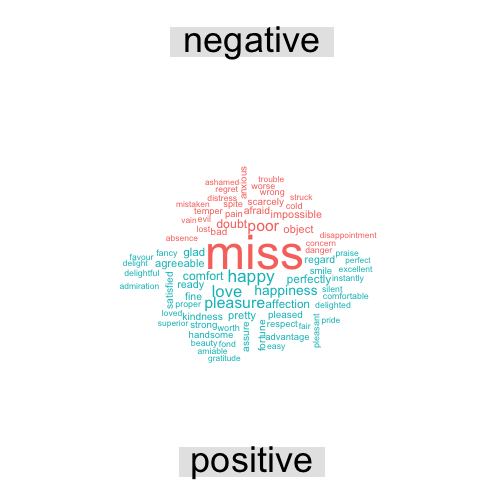 negative
trouble
ashamed
anxious
worse
regret
wrong
distress
struck
scarcely
mistaken
spite
cold
temper
pain
afraid
impossible
vain
evil
doubt
poor
object
lost
bad
disappointment
absence
miss
concern
danger
praise
favour
fancy
glad
regard
perfect
delight
agreeable
smile
excellent
delightful
comfort
happy
perfectly
instantly
admiration
satisfied
ready
love
happiness
silent
fine
comfortable
proper
pleasure
affection
delighted
loved
kindness
pretty
pleased
pride
superior
strong
worth
assure
fortune
respect
fair
pleasant
handsome
advantage
beauty
fond
easy
amiable
gratitude
positive